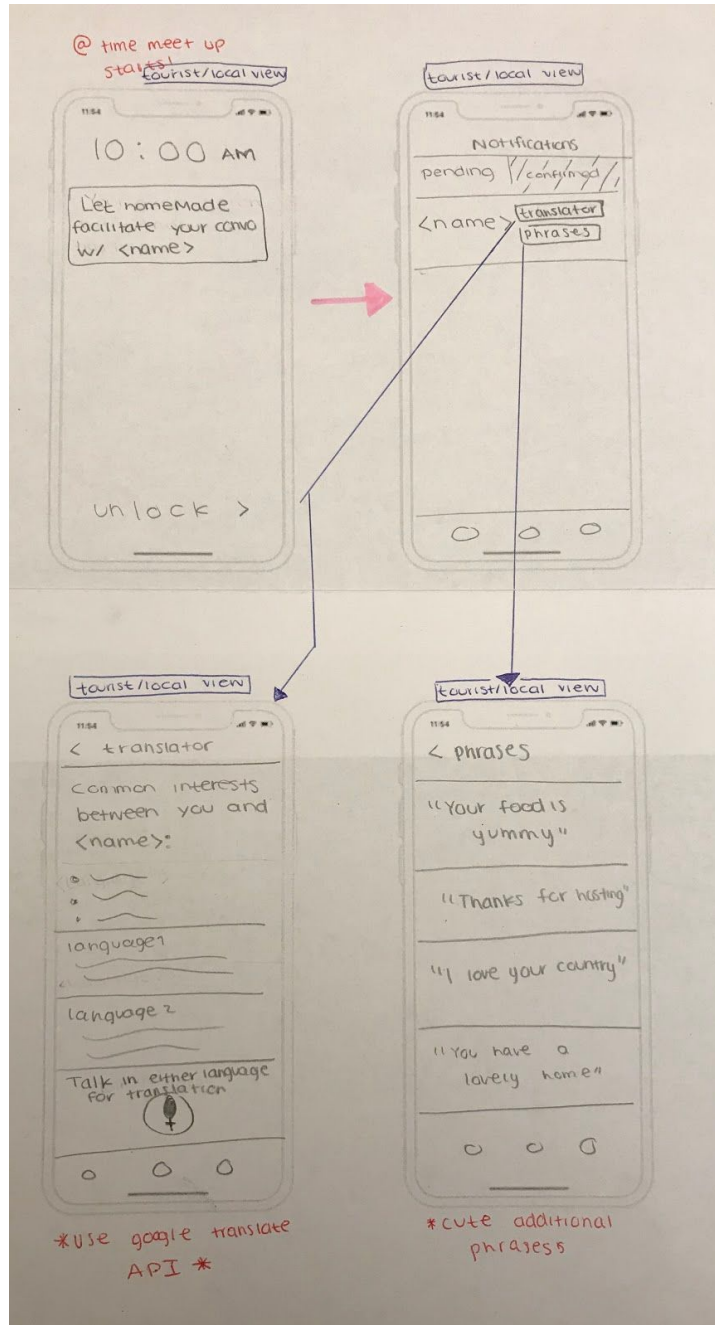 @ time meet up
starts!
tourist/local view
11:54
10:00 AM
Let homeMade
facilitate your convo
w/ <name>
unlock >
tourist/local view
11:54
Notifications
pending
confirmed
<name>
translator
phrases
tourist/local view
11:54
< translator
Common interests
between you and
<name>:
language 1
language 2
Talk in either language
for translation
*use google translate
API *
tourist/local view
11:54
< phrases
"Your food is
yummy"
"Thanks for hosting"
"I love your country"
"You have a
lovely home"
*cute additional
phrases5